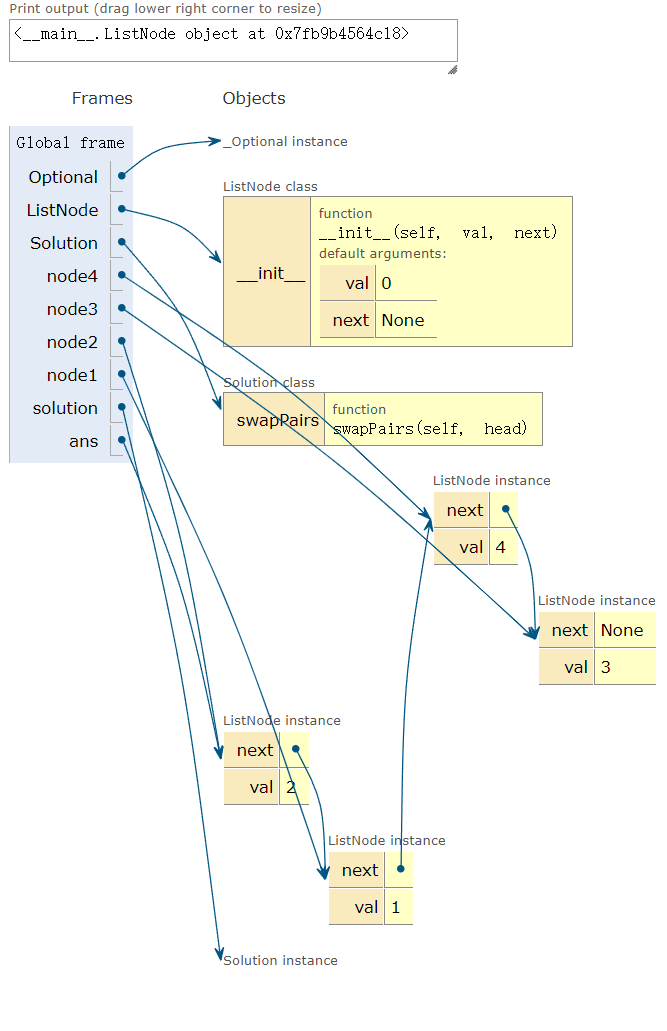 Print output (drag lower right corner to resize)
<__main__.ListNode object at 0x7fb9b4564c18>
Frames
Objects
Global frame
Optional
ListNode
Solution
node4
node3
node2
node1
solution
ans
_Optional instance
ListNode class
__init__
function
__init__(self, val, next)
default arguments:
val 0
next None
Solution class
swapPairs
function
swapPairs(self, head)
ListNode instance
next
val 4
ListNode instance
next None
val 3
ListNode instance
next
val 2
ListNode instance
next
val 1
Solution instance